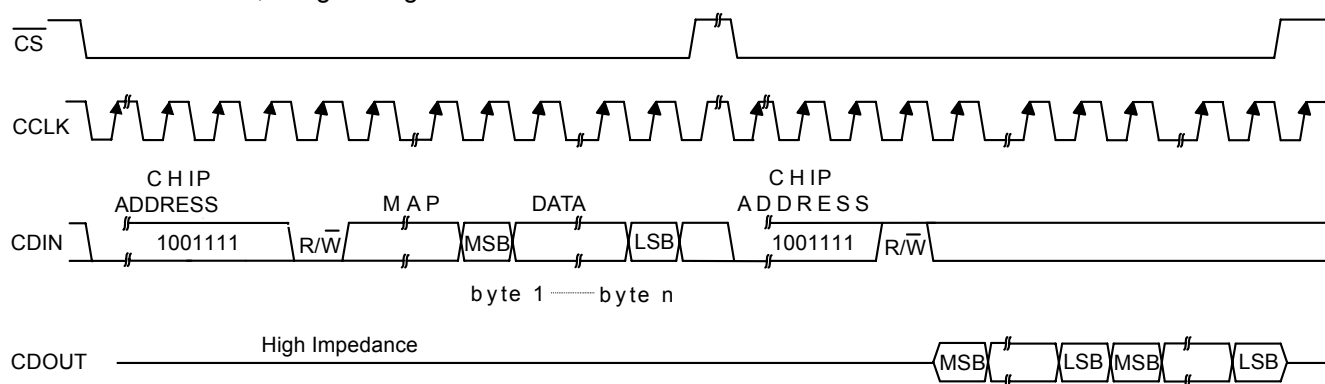 CS
CCLK
CHIP
ADDRESS
MAP
DATA
CHIP
ADDRESS
CDIN
1001111
R/W
MSB
LSB
1001111
R/W
byte 1
byte n
High Impedance
CDOUT
MSB
LSB
MSB
LSB